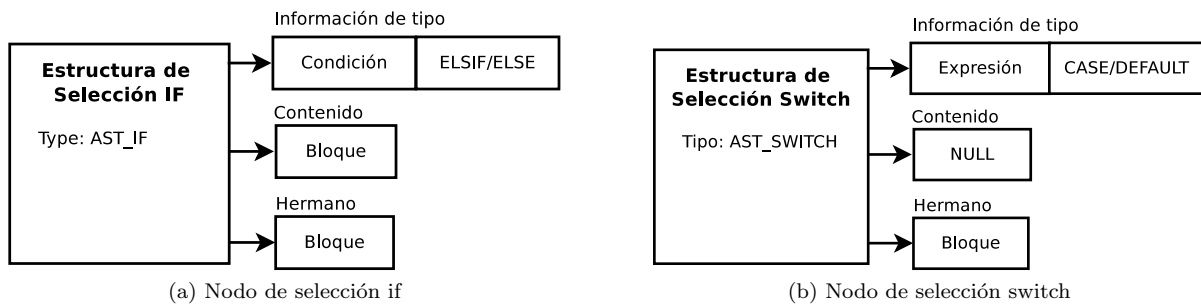 Información de tipo
Estructura de
Selección IF
Type: AST_IF
Condición
ELSIF/ELSE
Contenido
Bloque
Hermano
Bloque
(a) Nodo de selección if
Información de tipo
Estructura de
Selección Switch
Tipo: AST_SWITCH
Expresión
CASE/DEFAULT
Contenido
NULL
Hermano
Bloque
(b) Nodo de selección switch